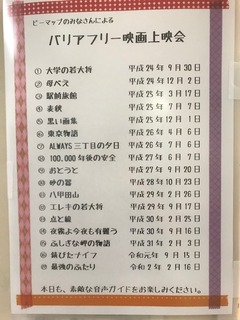 ビーマップのみなさんによる
バリアフリー映画上映会
① 大学の若大将 平成24年 9月30日
② 母べえ 平成24年12月 2日
③ 駅前旅館 平成25年 3月17日
④ 麦秋 平成25年 7月 7日
⑤ 黒い画集 平成25年12月 1日
⑥ 東京物語 平成26年 4月 6日
⑦ ALWAYS 三丁目の夕日 平成26年 7月 6日
⑧ 100,000年後の安全 平成26年 7月
⑨ おとうと 平成27年12月20日
⑩ 砂の器 平成28年10月23日
⑪ 八甲田山 平成29年 2月26日
⑫ エレキの若大将 平成29年 9月10日
⑬ 点と線 平成30年 2月25日
⑭ 夜霧よ今夜も有難う 平成30年 9月16日
⑮ ふしぎな岬の物語 平成31年 2月 3日
⑯ 錆びたナイフ 令和元年 9月15日
⑰ 最強のふたり 令和2年 2月16日
本日も、素敵な音声ガイドをお楽しみください。